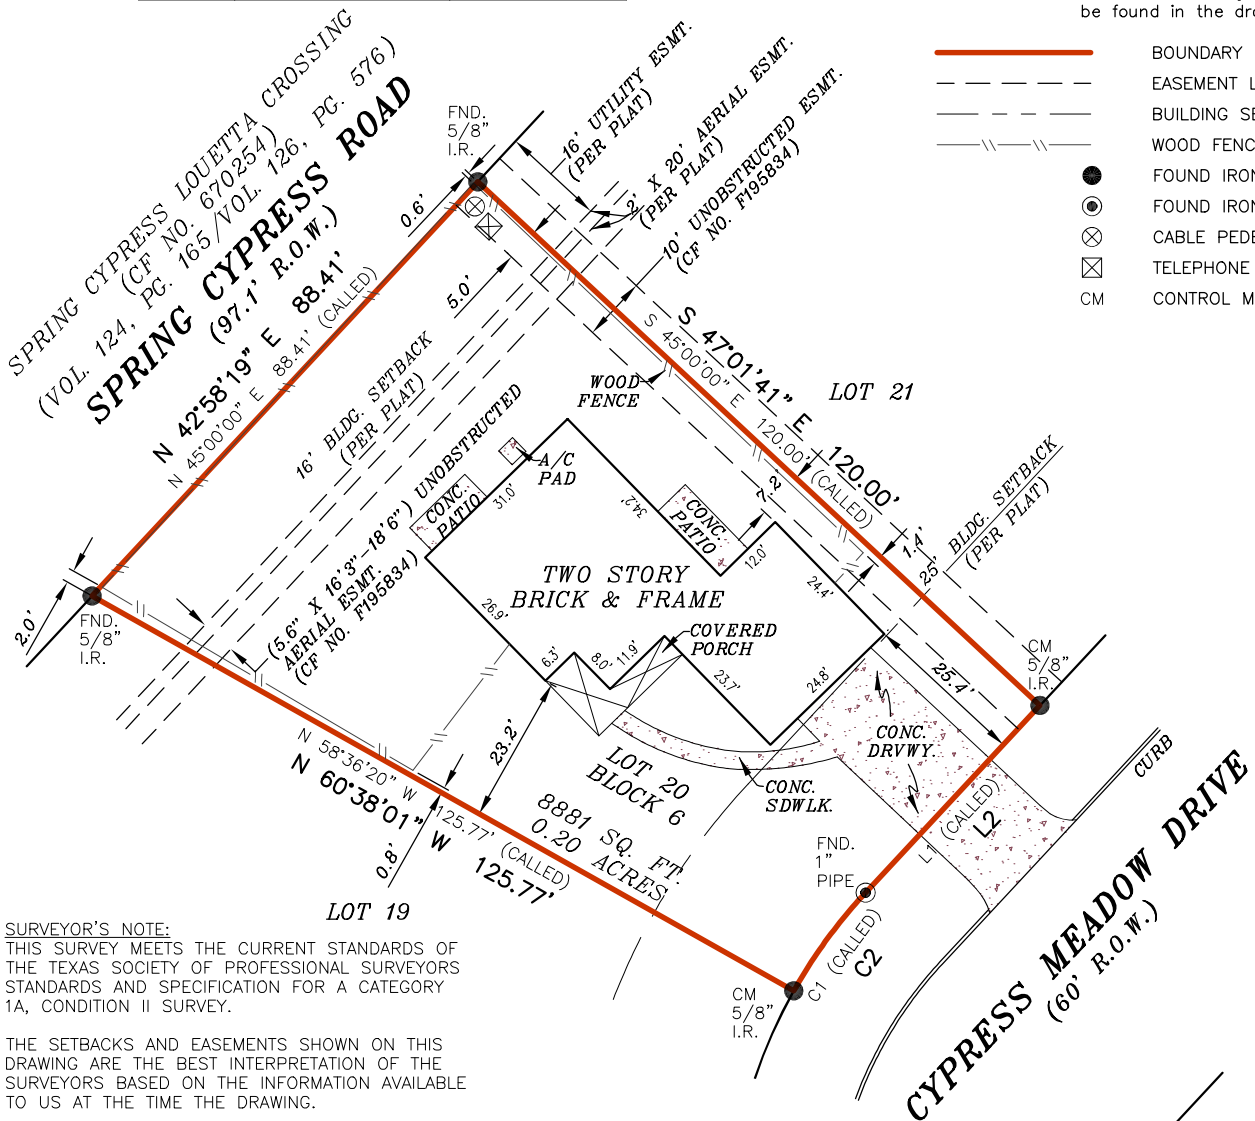 be found in the
BOUNDARY
EASEMENT
BUILDING
WOOD
FOUND
FOUND
CABLE
TELEPHONE
CM
CONTROL
SPRING CYPRESS LOUETTA CROSSING
(CF NO. 670254)
(VOL. 124, PG. 165/VOL. 126, PG. 576)
SPRING CYPRESS ROAD
(97.1' R.O.W.)
N 42°58'19" E 88.41'
N 45°00'00" E 88.41' (CALLED)
FND.
5/8"
I.R.
0.6'
16' UTILITY ESMT.
(PER PLAT)
2' X 20' AERIAL ESMT.
(PER PLAT)
10' UNOBSTRUCTED ESMT.
(CF NO. F195834)
5.0'
16' BLDG. SETBACK
(PER PLAT)
WOOD
FENCE
S 47°01'41" E 120.00'
S 45°00'00" E 120.00' (CALLED)
LOT 21
7.2'
1.4'
25' BLDG. SETBACK
(PER PLAT)
(5.6" X 16'3"-18'6") UNOBSTRUCTED
AERIAL ESMT.
(CF NO. F195834)
A/C
PAD
CONC.
PATIO
31.0'
34.2'
CONC.
PATIO
12.0'
24.4'
TWO STORY
BRICK & FRAME
26.9'
6.3'
8.0'
11.9'
COVERED
PORCH
23.7'
24.8'
25.4'
CM
5/8"
I.R.
2.0'
FND.
5/8"
I.R.
23.2'
CONC.
DRVWY.
CONC.
SDWLK.
LOT 20
BLOCK 6
8881 SQ. FT.
0.20 ACRES
N 58°36'20" W 125.77' (CALLED)
N 60°38'01" W 125.77'
0.8'
LOT 19
FND.
1"
PIPE
L1 (CALLED)
L2
C1 (CALLED)
C2
CM
5/8"
I.R.
CURB
CYPRESS MEADOW DRIVE
(60' R.O.W.)
SURVEYOR'S NOTE:
THIS SURVEY MEETS THE CURRENT STANDARDS OF
THE TEXAS SOCIETY OF PROFESSIONAL SURVEYORS
STANDARDS AND SPECIFICATION FOR A CATEGORY
1A, CONDITION II SURVEY.
THE SETBACKS AND EASEMENTS SHOWN ON THIS
DRAWING ARE THE BEST INTERPRETATION OF THE
SURVEYORS BASED ON THE INFORMATION AVAILABLE
TO US AT THE TIME THE DRAWING.